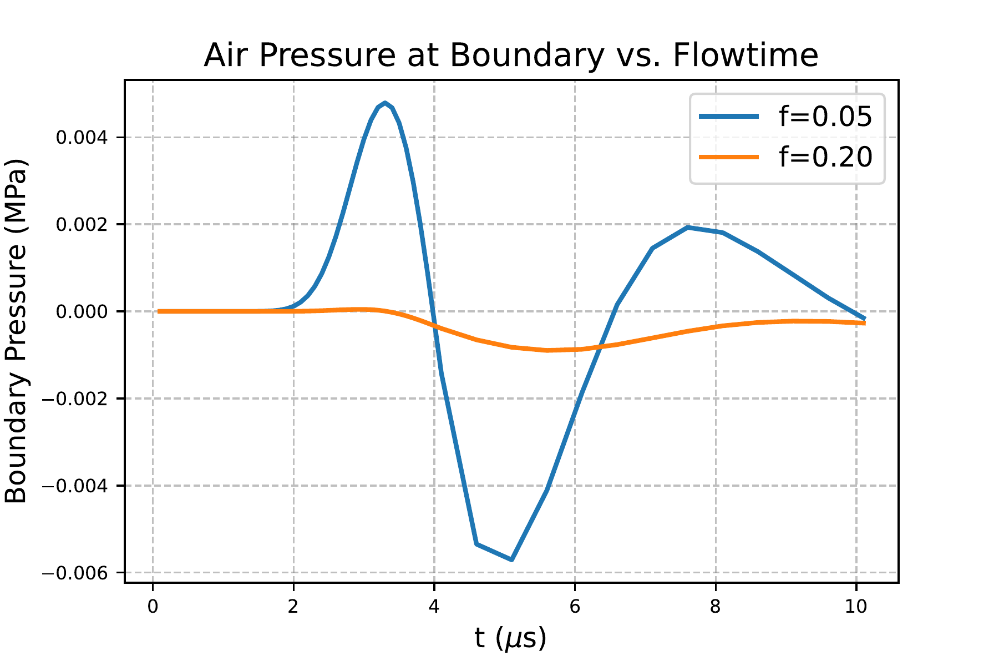 Air Pressure at Boundary vs. Flowtime
f=0.05
f=0.20
Boundary Pressure (MPa)
0.004
0.002
0.000
−0.002
−0.004
−0.006
0 2 4 6 8 10
t (μs)